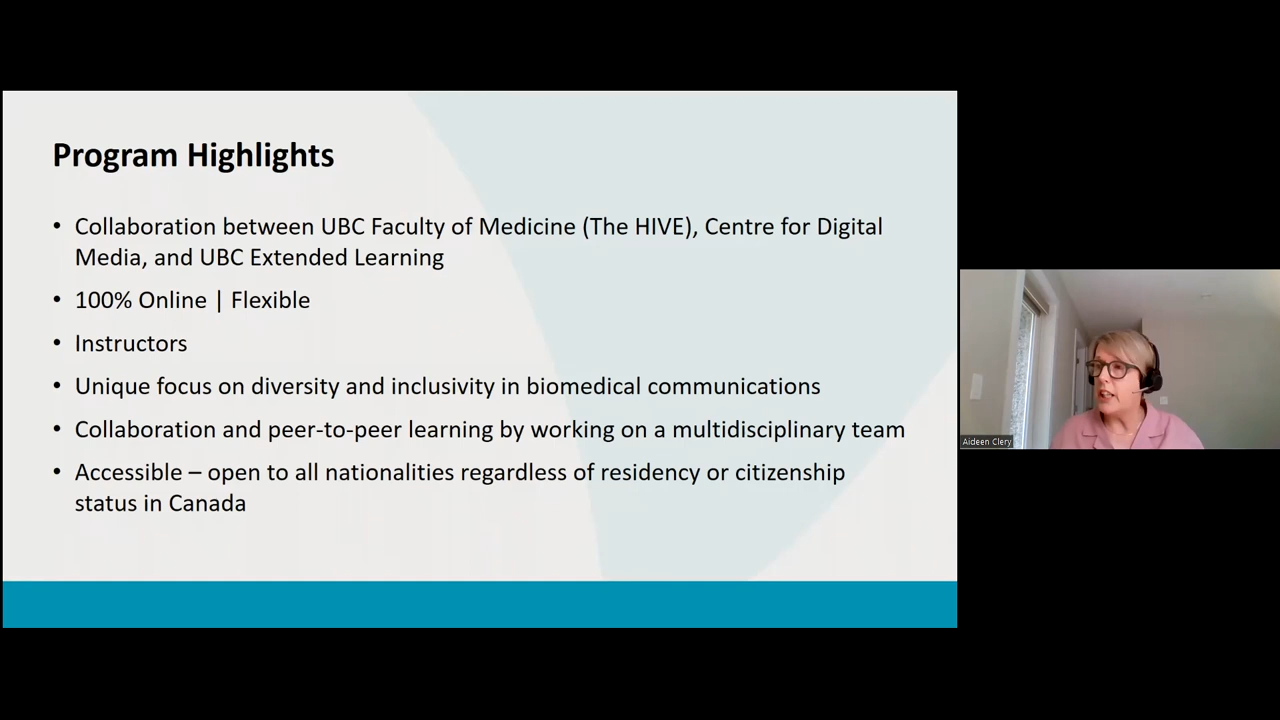 Program Highlights
• Collaboration between UBC Faculty of Medicine (The HIVE), Centre for Digital
Media, and UBC Extended Learning
• 100% Online | Flexible
• Instructors
• Unique focus on diversity and inclusivity in biomedical communications
• Collaboration and peer-to-peer learning by working on a multidisciplinary team
• Accessible – open to all nationalities regardless of residency or citizenship
status in Canada
Aideen Clery